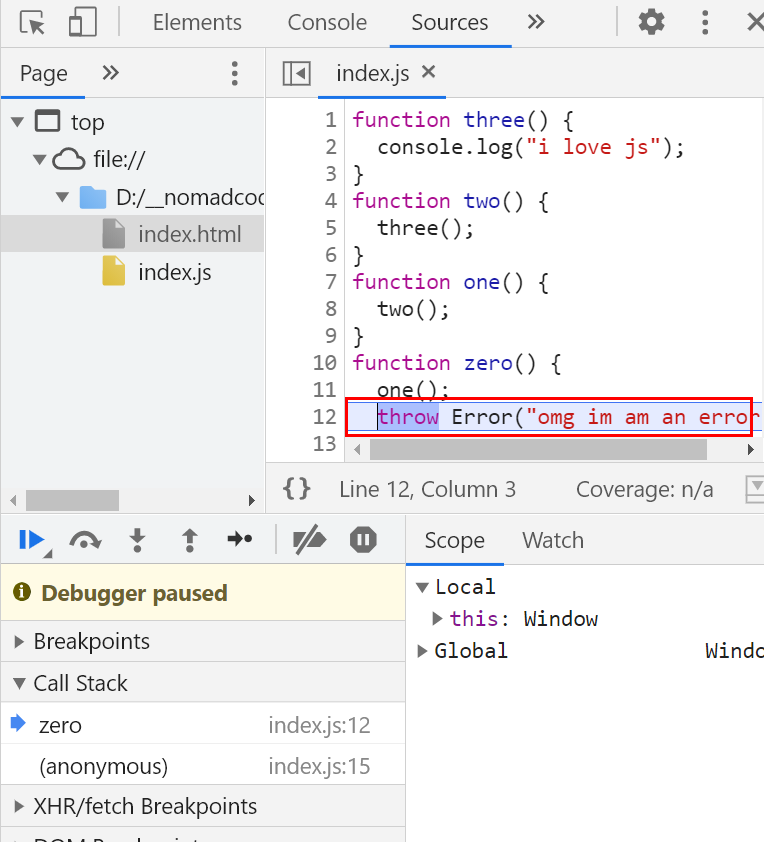 Elements Console Sources
Page
index.js
top
file://
D:/__nomadcod
index.html
index.js
1 function three() {
2 console.log("i love js");
3 }
4 function two() {
5 three();
6 }
7 function one() {
8 two();
9 }
10 function zero() {
11 one();
12 throw Error("omg im am an error
13
{} Line 12, Column 3 Coverage: n/a
Debugger paused
Breakpoints
Call Stack
zero index.js:12
(anonymous) index.js:15
XHR/fetch Breakpoints
Scope Watch
Local
this: Window
Global Windo